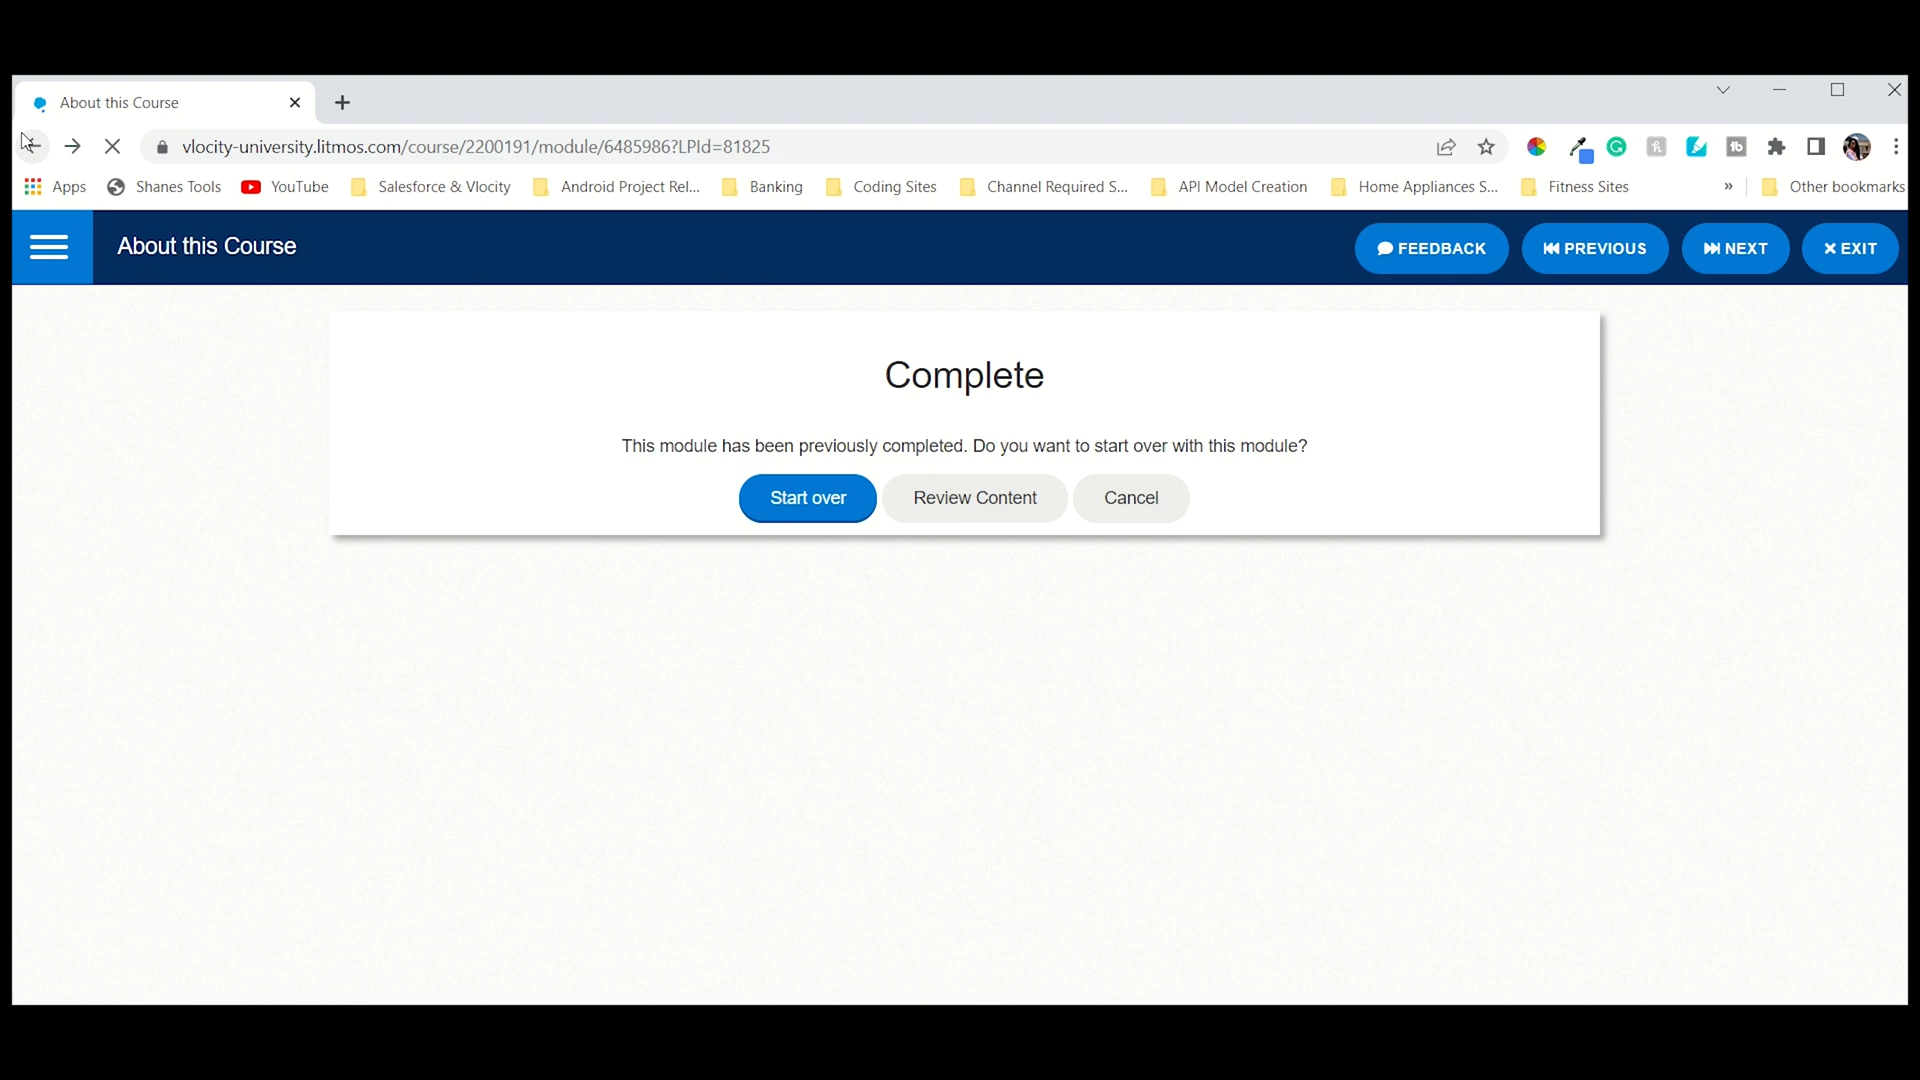 About this Course
vlocity-university.litmos.com/course/2200191/module/6485986?LPId=81825
Apps Shanes Tools YouTube Salesforce & Vlocity Android Project Rel... Banking Coding Sites Channel Required S... API Model Creation Home Appliances S... Fitness Sites » Other bookmarks
About this Course FEEDBACK PREVIOUS NEXT EXIT
Complete
This module has been previously completed. Do you want to start over with this module?
Start over Review Content Cancel